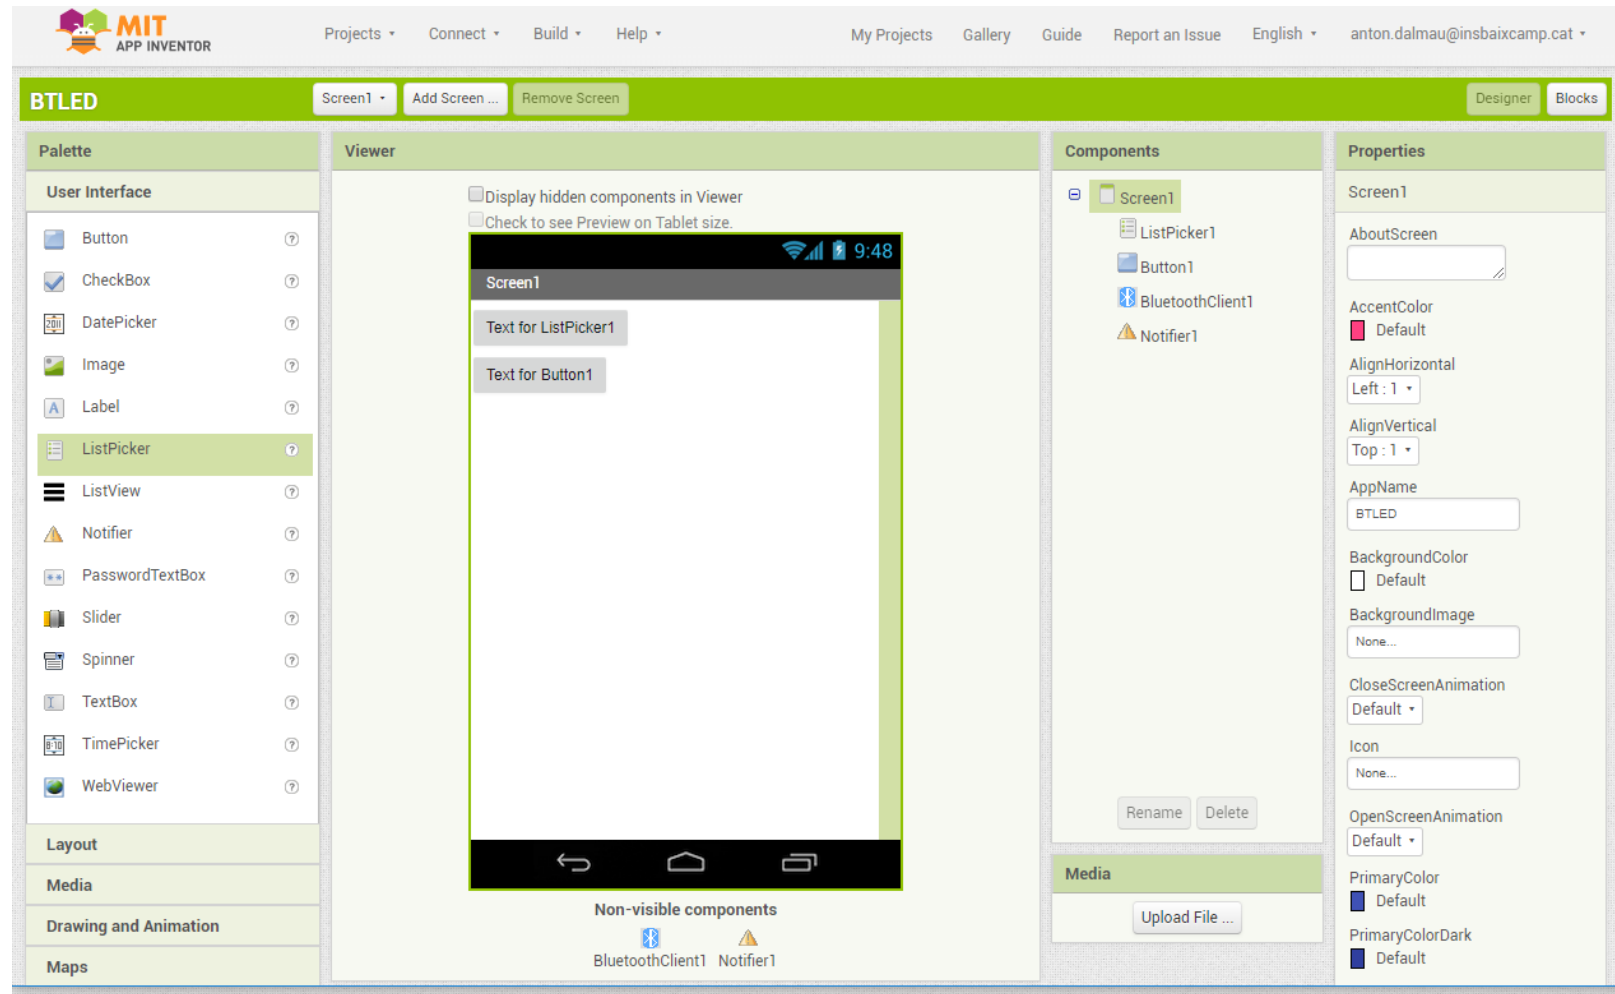 MIT
APP INVENTOR
Projects
Connect
Build
Help
My Projects
Gallery
Guide
Report an Issue
English
anton.dalmau@insbaixcamp.cat
BTLED
Screen1
Add Screen ...
Remove Screen
Designer
Blocks
Palette
User Interface
Button
CheckBox
2011
DatePicker
Image
A
Label
ListPicker
ListView
Notifier
PasswordTextBox
Slider
Spinner
TextBox
8:10
TimePicker
WebViewer
Layout
Media
Drawing and Animation
Maps
Viewer
Display hidden components in Viewer
Check to see Preview on Tablet size.
9:48
Screen1
Text for ListPicker1
Text for Button1
Non-visible components
BluetoothClient1
Notifier1
Components
Screen1
ListPicker1
Button1
BluetoothClient1
Notifier1
Rename
Delete
Media
Upload File ...
Properties
Screen1
AboutScreen
AccentColor
Default
AlignHorizontal
Left : 1
AlignVertical
Top : 1
AppName
BTLED
BackgroundColor
Default
BackgroundImage
None...
CloseScreenAnimation
Default
Icon
None...
OpenScreenAnimation
Default
PrimaryColor
Default
PrimaryColorDark
Default